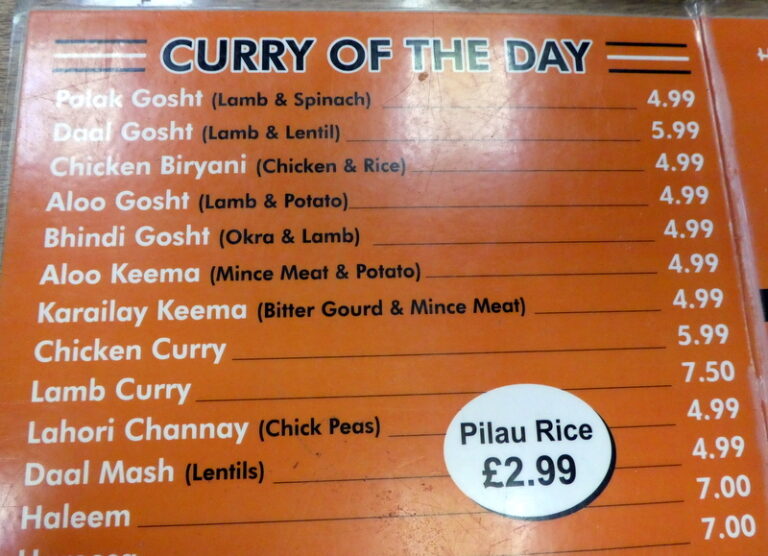 CURRY OF THE DAY
Palak Gosht (Lamb & Spinach) 4.99
Daal Gosht (Lamb & Lentil) 5.99
Chicken Biryani (Chicken & Rice) 4.99
Aloo Gosht (Lamb & Potato) 4.99
Bhindi Gosht (Okra & Lamb) 4.99
Aloo Keema (Mince Meat & Potato) 4.99
Karailay Keema (Bitter Gourd & Mince Meat) 4.99
Chicken Curry 5.99
Lamb Curry 7.50
Lahori Channay (Chick Peas) 4.99
Daal Mash (Lentils) 4.99
Haleem 7.00
7.00
Pilau Rice
£2.99